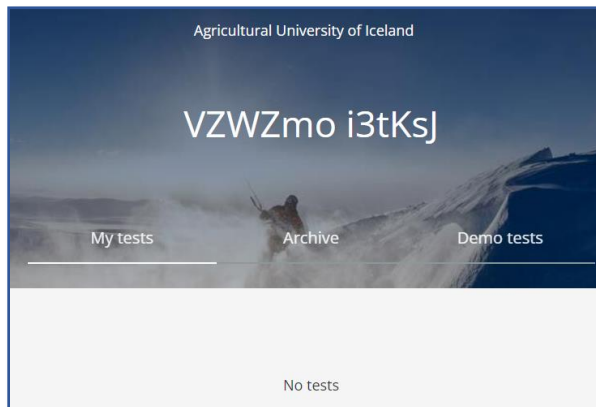 Agricultural University of Iceland
VZWZmo i3tKsJ
My tests Archive Demo tests
No tests